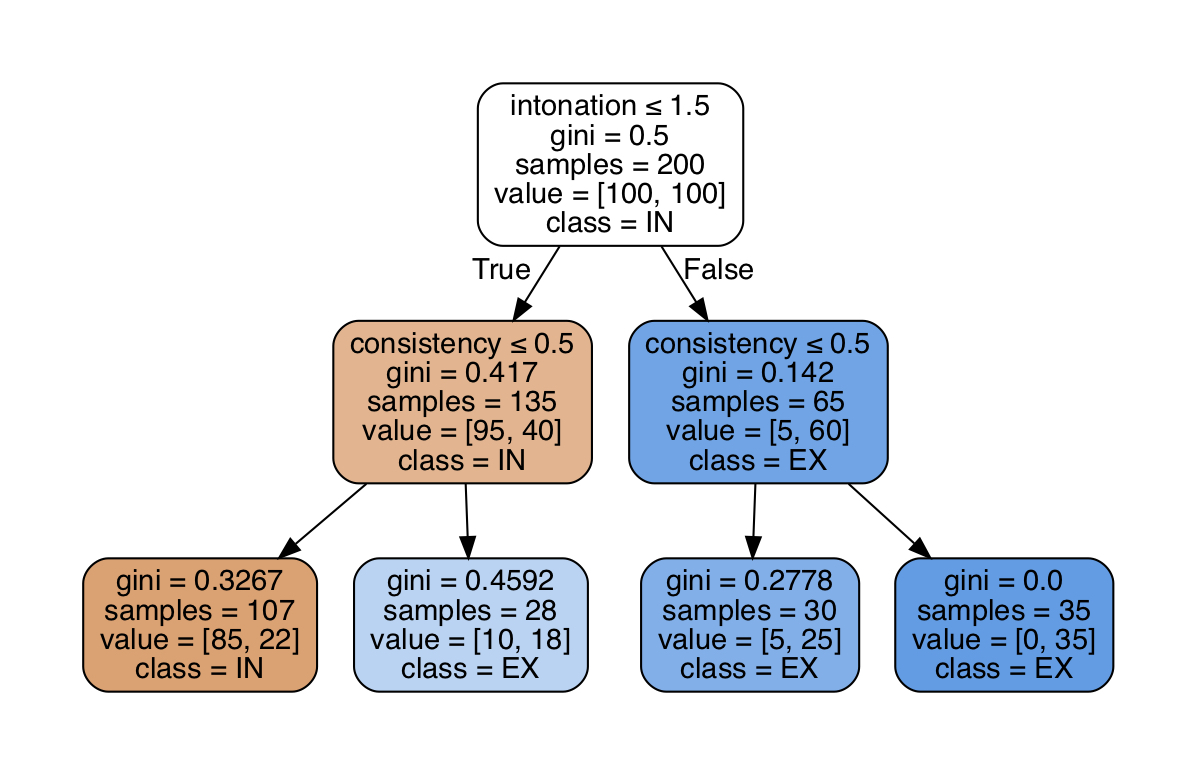 intonation ≤ 1.5
gini = 0.5
samples = 200
value = [100, 100]
class = IN
True
False
consistency ≤ 0.5
gini = 0.417
samples = 135
value = [95, 40]
class = IN
consistency ≤ 0.5
gini = 0.142
samples = 65
value = [5, 60]
class = EX
gini = 0.3267
samples = 107
value = [85, 22]
class = IN
gini = 0.4592
samples = 28
value = [10, 18]
class = EX
gini = 0.2778
samples = 30
value = [5, 25]
class = EX
gini = 0.0
samples = 35
value = [0, 35]
class = EX